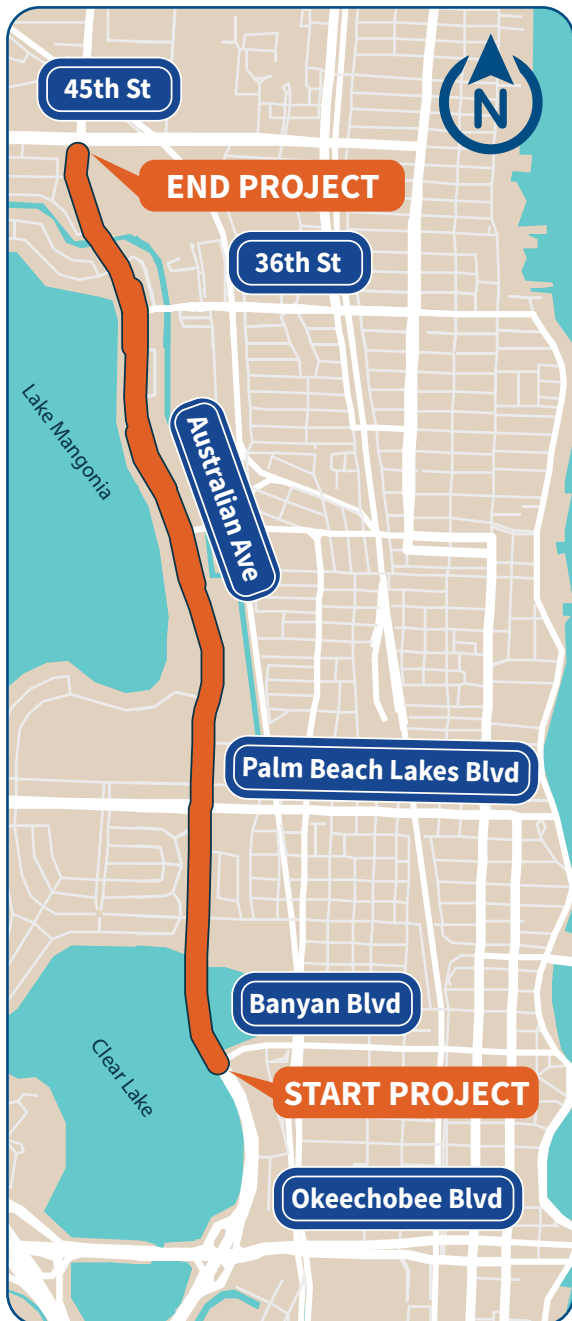 45th St
N
END PROJECT
36th St
Lake Mangonia
Australian Ave
Palm Beach Lakes Blvd
Banyan Blvd
Clear Lake
START PROJECT
Okeechobee Blvd